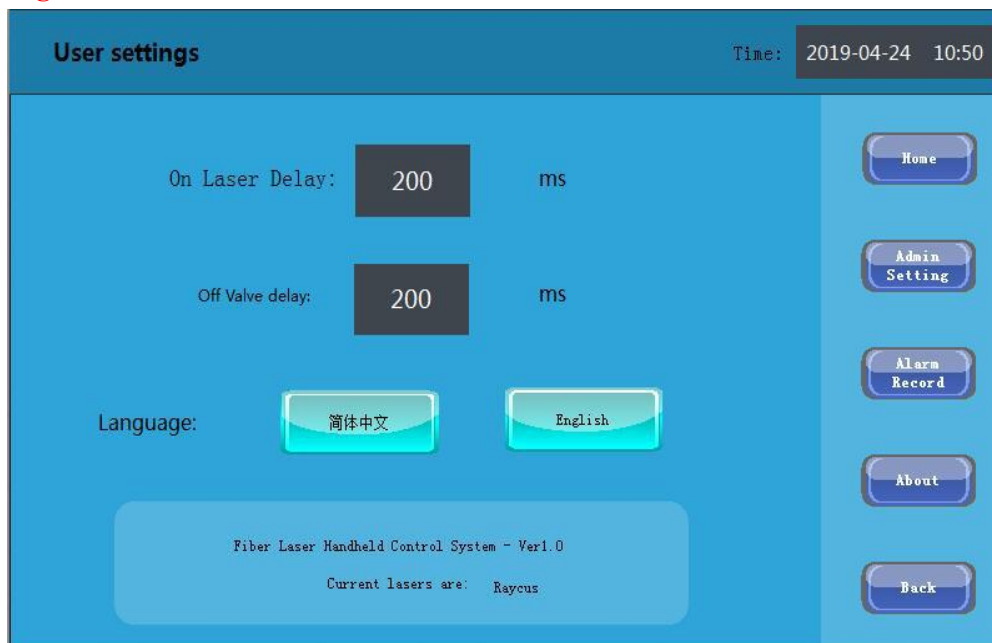 User settings
Time: 2019-04-24 10:50
On Laser Delay: 200 ms
Home
Off Valve delay: 200 ms
Admin
Setting
Alarm
Record
Language: 简体中文 English
About
Fiber Laser Handheld Control System - Ver1.0
Current lasers are: Raycus
Back